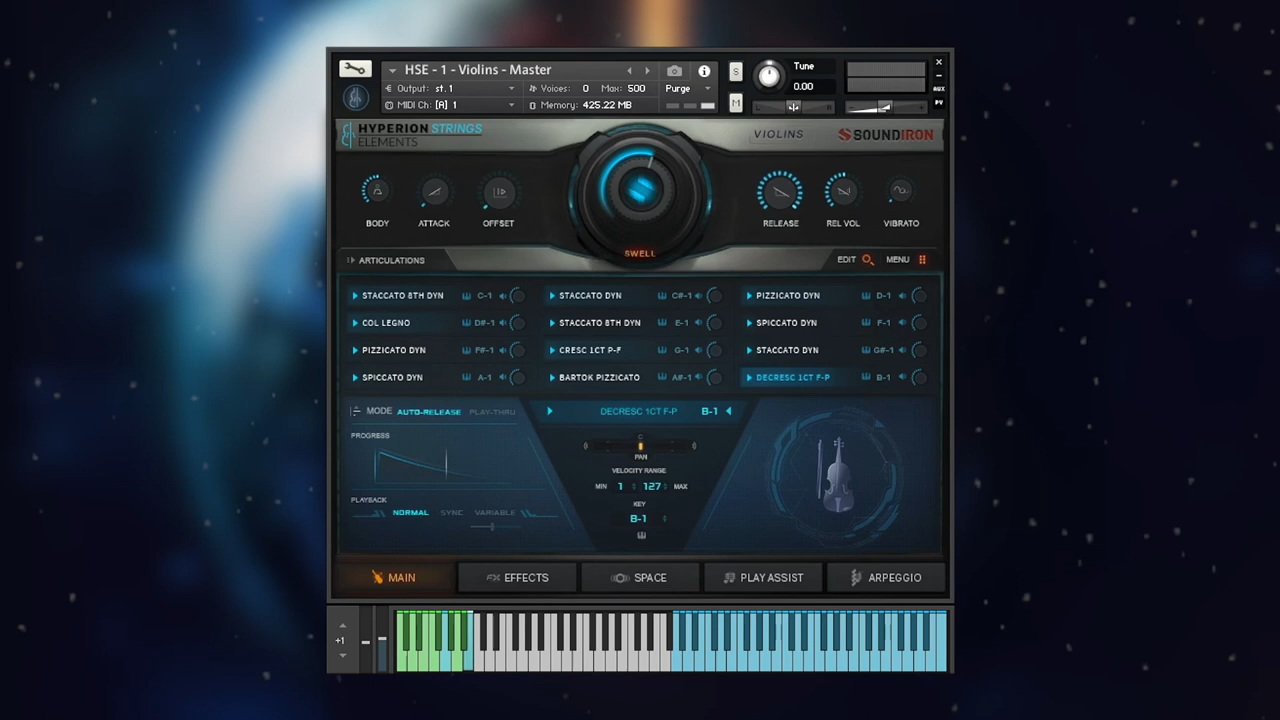 HSE - 1 - Violins - Master
Output: st. 1
Voices: 0 Max: 500
Purge
MIDI Ch: [A] 1
Memory: 425.22 MB
S
M
Tune
0.00
L
R
AUX
PV
HYPERION STRINGS
ELEMENTS
VIOLINS
SOUNDIRON
BODY
ATTACK
OFFSET
SWELL
RELEASE
REL VOL
VIBRATO
ARTICULATIONS
EDIT
MENU
STACCATO 8TH DYN C-1
STACCATO DYN C#-1
PIZZICATO DYN D-1
COL LEGNO D#-1
STACCATO 8TH DYN E-1
SPICCATO DYN F-1
PIZZICATO DYN F#-1
CRESC 1CT P-F G-1
STACCATO DYN G#-1
SPICCATO DYN A-1
BARTOK PIZZICATO A#-1
DECRESC 1CT F-P B-1
MODE AUTO-RELEASE PLAY-THRU
DECRESC 1CT F-P B-1
PROGRESS
C
PAN
VELOCITY RANGE
MIN 1 127 MAX
PLAYBACK
NORMAL SYNC VARIABLE
KEY
B-1
MAIN
FX EFFECTS
SPACE
PLAY ASSIST
ARPEGGIO
+1